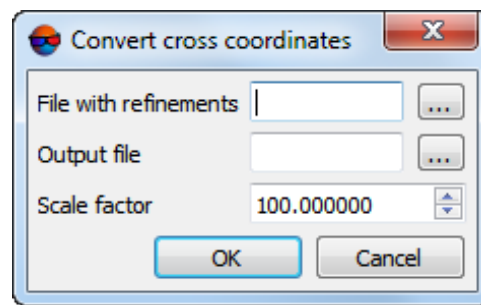 Convert cross coordinates
File with refinements ...
Output file ...
Scale factor 100.000000
OK Cancel